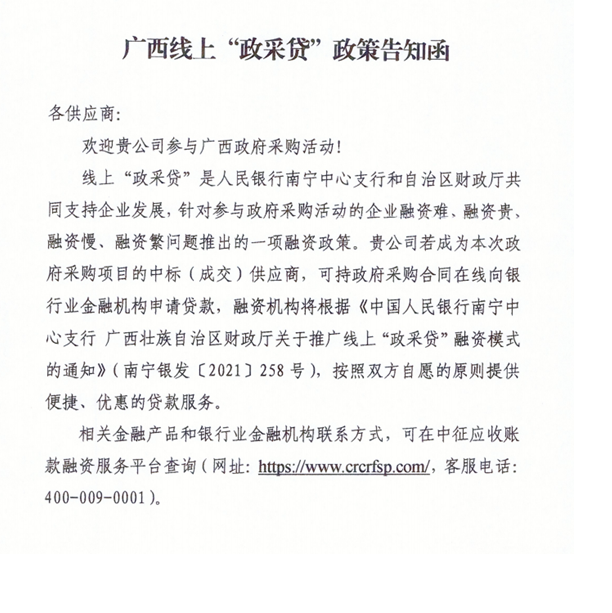 广西线上“政采贷”政策告知函
各供应商：
欢迎贵公司参与广西政府采购活动！
线上“政采贷”是人民银行南宁中心支行和自治区财政厅共
同支持企业发展，针对参与政府采购活动的企业融资难、融资贵、
融资慢、融资繁问题推出的一项融资政策。贵公司若成为本次政
府采购项目的中标（成交）供应商，可持政府采购合同在线向银
行业金融机构申请贷款，融资机构将根据《中国人民银行南宁中
心支行 广西壮族自治区财政厅关于推广线上“政采贷”融资模式
的通知》（南宁银发〔2021〕258 号），按照双方自愿的原则提供
便捷、优惠的贷款服务。
相关金融产品和银行业金融机构联系方式，可在中征应收账
款融资服务平台查询（网址：https://www.crcrfsp.com/，客服电话：
400-009-0001）。